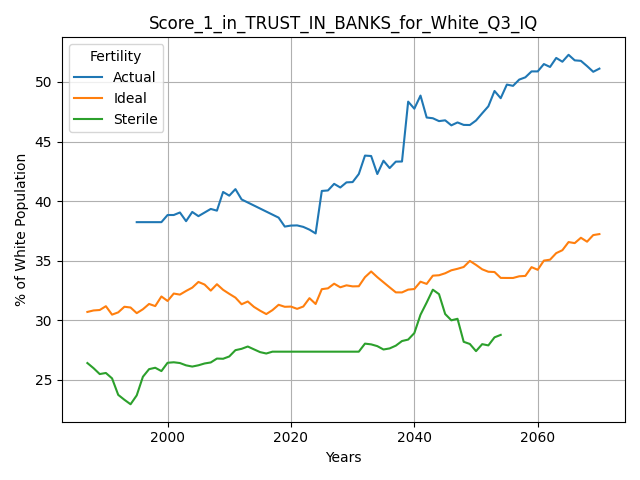 Score_1_in_TRUST_IN_BANKS_for_White_Q3_IQ
Fertility
Actual
Ideal
Sterile
% of White Population
50
45
40
35
30
25
2000
2020
2040
2060
Years